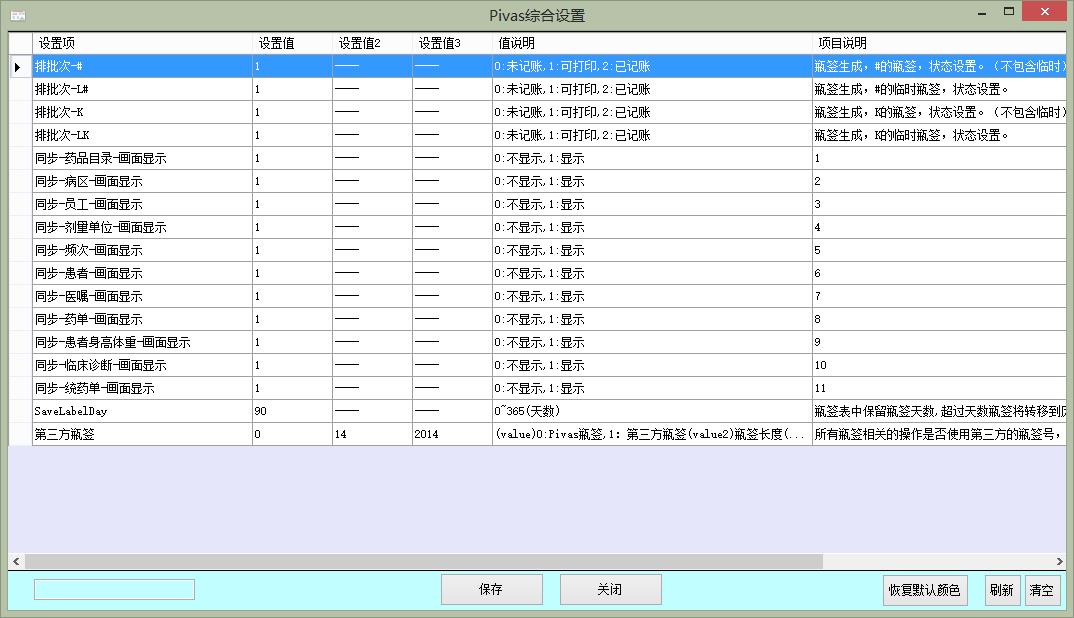 Pivas综合设置
设置项 设置值 设置值2 设置值3 值说明 项目说明
排批次-# 1 —— —— 0:未记账,1:可打印,2:已记账 瓶签生成，#的瓶签，状态设置。（不包含临时）
排批次-L# 1 —— —— 0:未记账,1:可打印,2:已记账 瓶签生成，#的临时瓶签，状态设置。
排批次-K 1 —— —— 0:未记账,1:可打印,2:已记账 瓶签生成，K的瓶签，状态设置。（不包含临时）
排批次-LK 1 —— —— 0:未记账,1:可打印,2:已记账 瓶签生成，K的临时瓶签，状态设置。
同步-药品目录-画面显示 1 —— —— 0:不显示,1:显示 1
同步-病区-画面显示 1 —— —— 0:不显示,1:显示 2
同步-员工-画面显示 1 —— —— 0:不显示,1:显示 3
同步-剂量单位-画面显示 1 —— —— 0:不显示,1:显示 4
同步-频次-画面显示 1 —— —— 0:不显示,1:显示 5
同步-患者-画面显示 1 —— —— 0:不显示,1:显示 6
同步-医嘱-画面显示 1 —— —— 0:不显示,1:显示 7
同步-药单-画面显示 1 —— —— 0:不显示,1:显示 8
同步-患者身高体重-画面显示 1 —— —— 0:不显示,1:显示 9
同步-临床诊断-画面显示 1 —— —— 0:不显示,1:显示 10
同步-统药单-画面显示 1 —— —— 0:不显示,1:显示 11
SaveLabelDay 90 —— —— 0~365(天数) 瓶签表中保留瓶签天数,超过天数瓶签将转移到
第三方瓶签 0 14 2014 (value)0:Pivas瓶签,1：第三方瓶签(value2)瓶签长度(... 所有瓶签相关的操作是否使用第三方的瓶签号，
保存 关闭 恢复默认颜色 刷新 清空